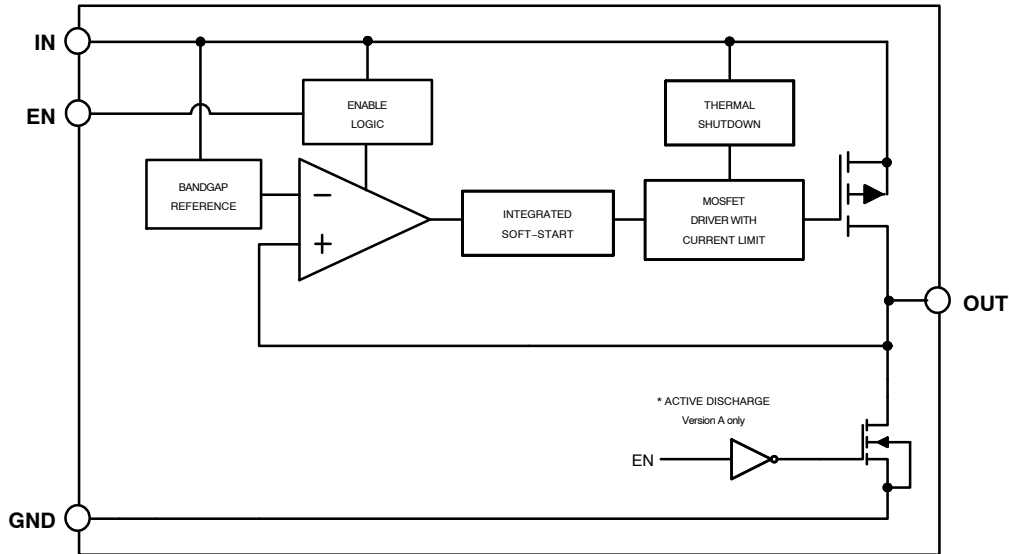 IN
EN
ENABLE
LOGIC
THERMAL
SHUTDOWN
BANDGAP
REFERENCE
−
+
INTEGRATED
SOFT−START
MOSFET
DRIVER WITH
CURRENT LIMIT
OUT
* ACTIVE DISCHARGE
Version A only
EN
GND